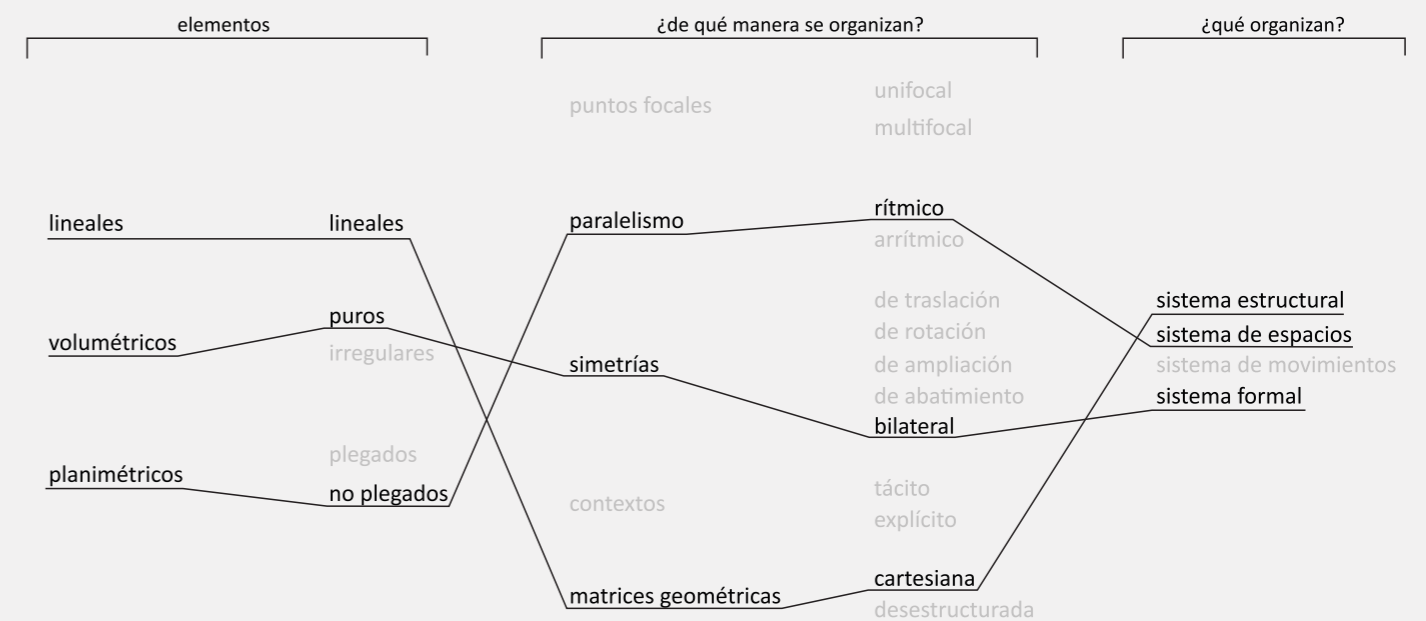 elementos
¿de qué manera se organizan?
¿qué organizan?
puntos focales
unifocal
multifocal
lineales
lineales
paralelismo
rítmico
arrítmico
volumétricos
puros
irregulares
simetrías
de traslación
de rotación
de ampliación
de abatimiento
bilateral
sistema estructural
sistema de espacios
sistema de movimientos
sistema formal
planimétricos
plegados
no plegados
contextos
tácito
explícito
matrices geométricas
cartesiana
desestructurada